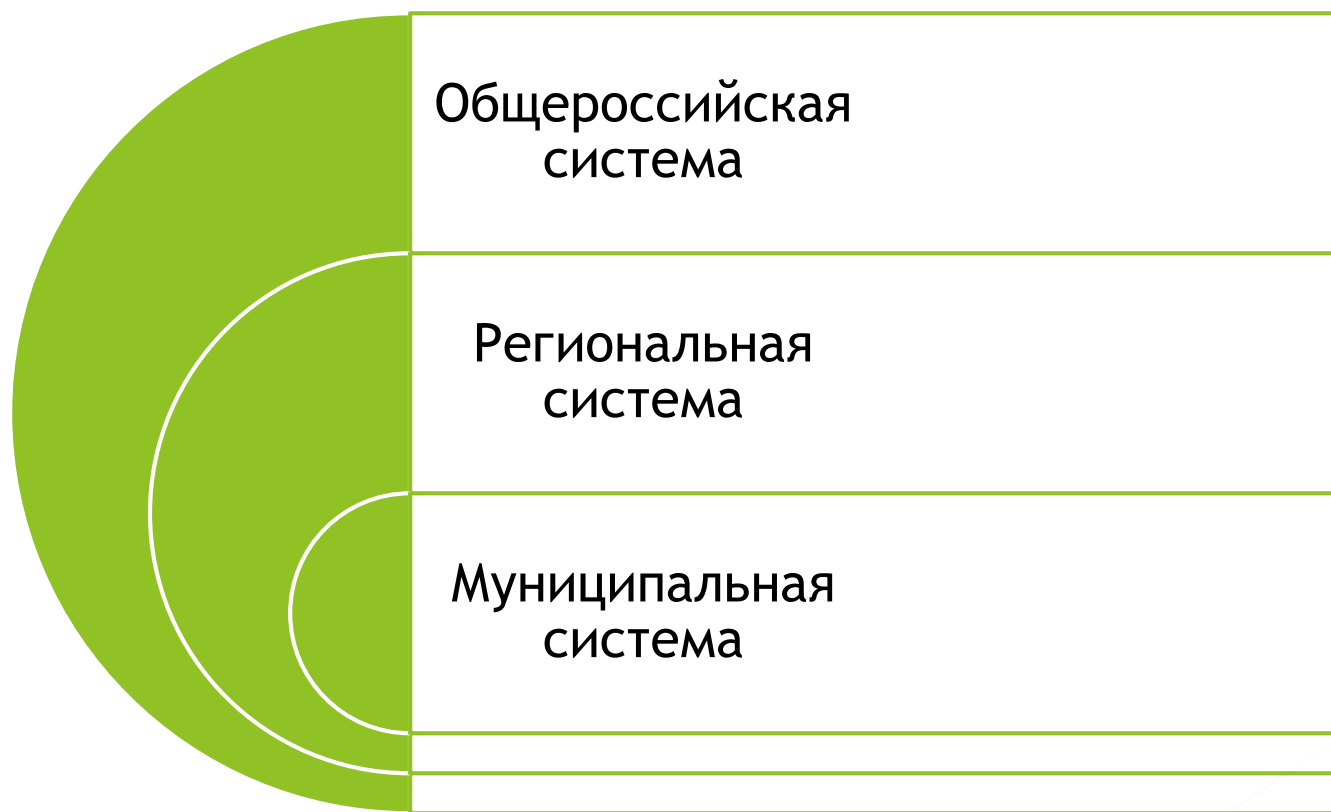 Общероссийская
система
Региональная
система
Муниципальная
система